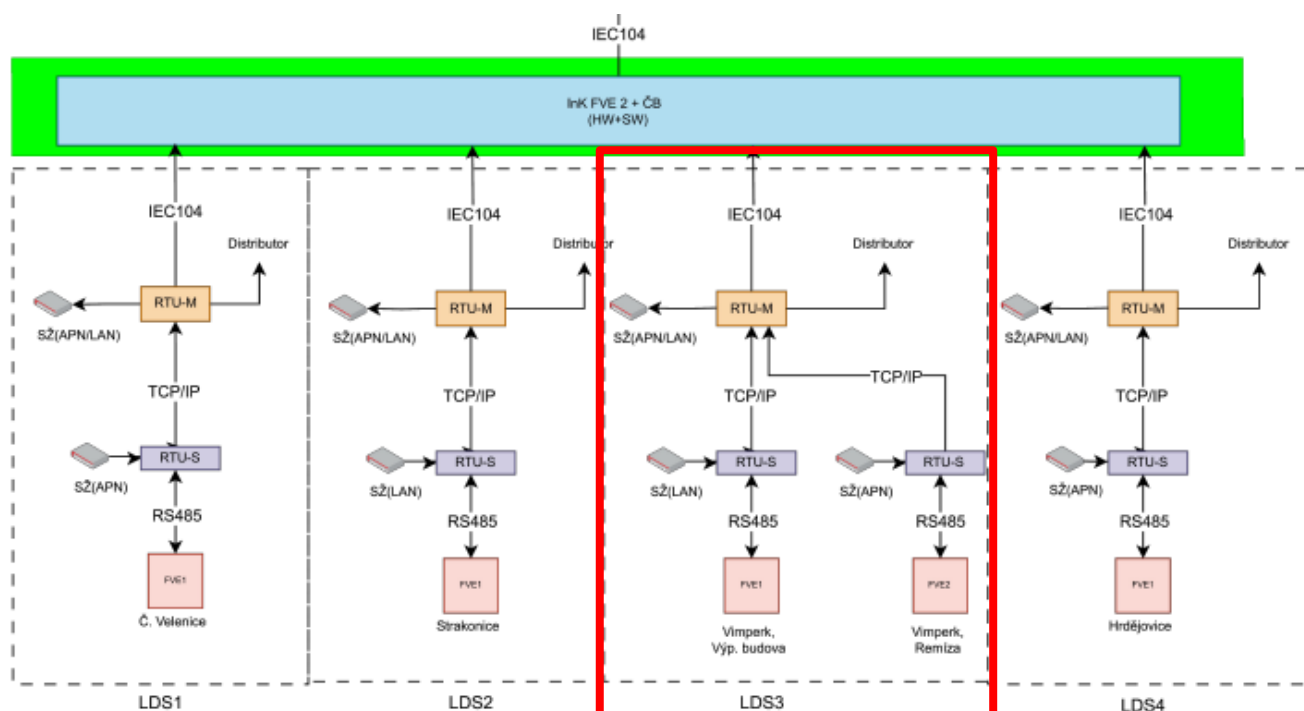 IEC104
InK FVE 2 + ČB
(HW+SW)
IEC104
IEC104
IEC104
IEC104
Distributor
Distributor
Distributor
Distributor
RTU-M
RTU-M
RTU-M
RTU-M
SŽ(APN/LAN)
SŽ(APN/LAN)
SŽ(APN/LAN)
SŽ(APN/LAN)
TCP/IP
TCP/IP
TCP/IP
TCP/IP
TCP/IP
RTU-S
RTU-S
RTU-S
RTU-S
RTU-S
SŽ(APN)
SŽ(LAN)
SŽ(LAN)
SŽ(APN)
SŽ(APN)
RS485
RS485
RS485
RS485
RS485
FVE1
FVE1
FVE1
FVE2
FVE1
Č. Velenice
Strakonice
Vimperk,
Výp. budova
Vimperk,
Remíza
Hrdějovice
LDS1
LDS2
LDS3
LDS4